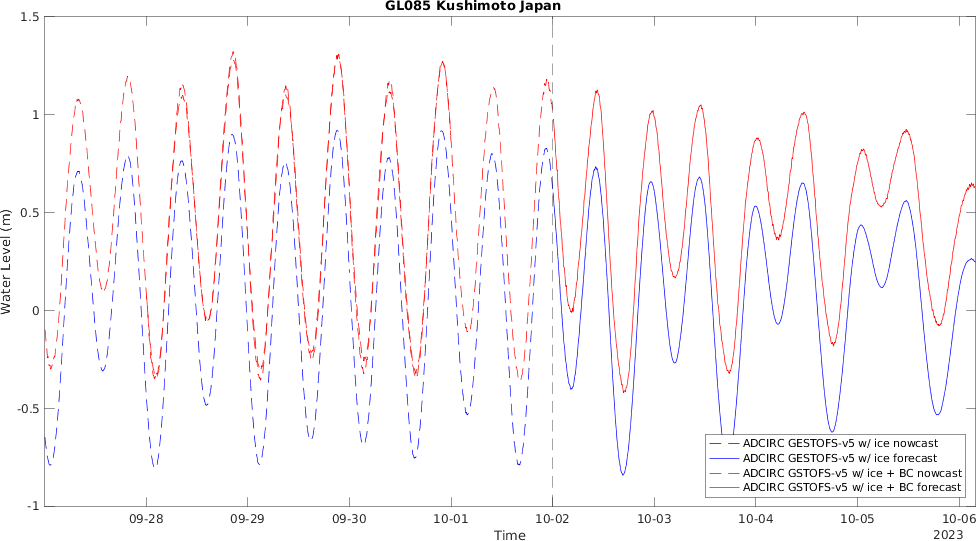 GL085 Kushimoto Japan
1.5
1
0.5
0
-0.5
-1
Water Level (m)
09-28
09-29
09-30
10-01
10-02
10-03
10-04
10-05
10-06
Time
2023
ADCIRC GESTOFS-v5 w/ ice nowcast
ADCIRC GESTOFS-v5 w/ ice forecast
ADCIRC GSTOFS-v5 w/ ice + BC nowcast
ADCIRC GSTOFS-v5 w/ ice + BC forecast